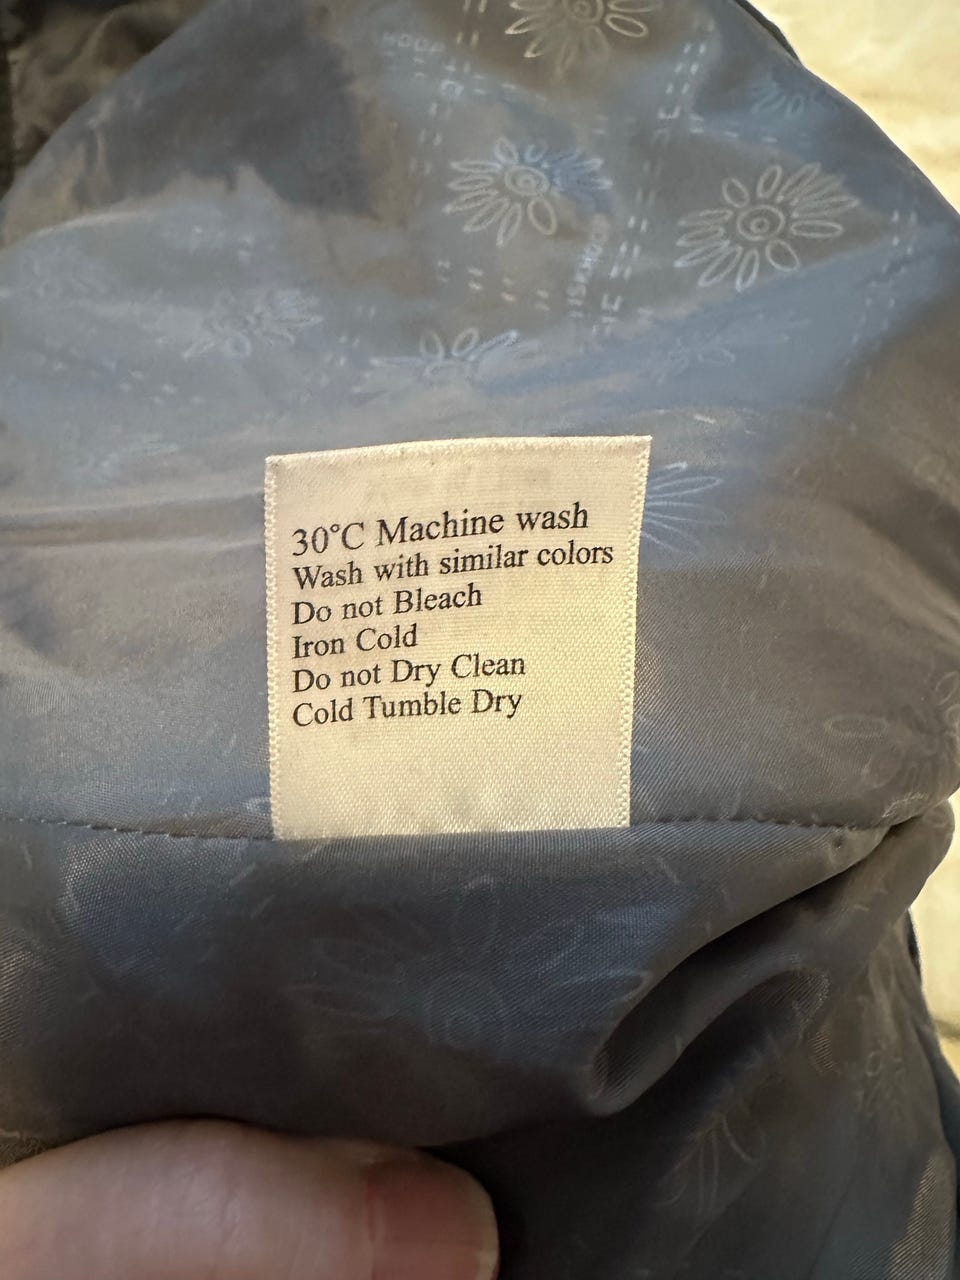 30°C Machine wash
Wash with similar colors
Do not Bleach
Iron Cold
Do not Dry Clean
Cold Tumble Dry